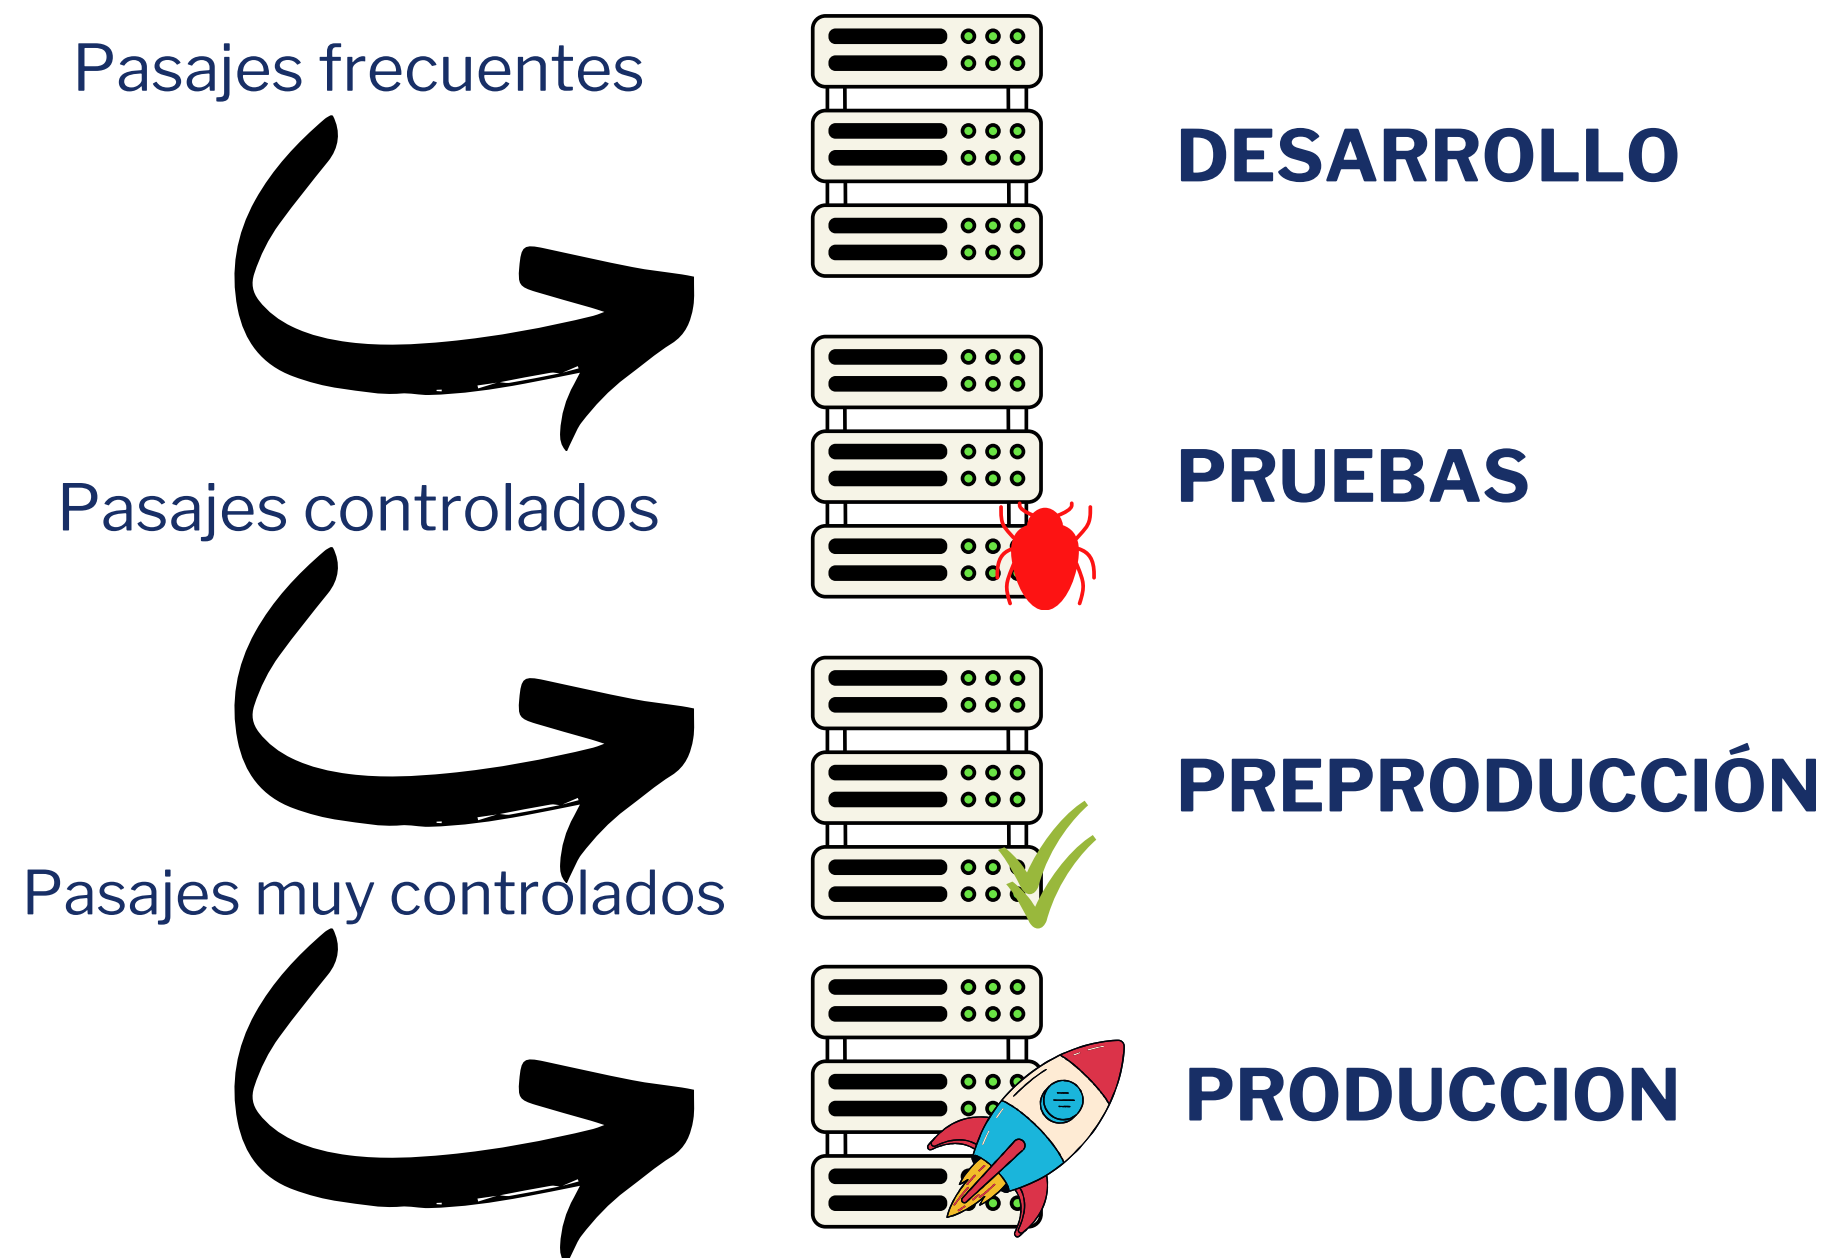 Pasajes frecuentes
DESARROLLO
PRUEBAS
Pasajes controlados
PREPRODUCCIÓN
Pasajes muy controlados
PRODUCCION